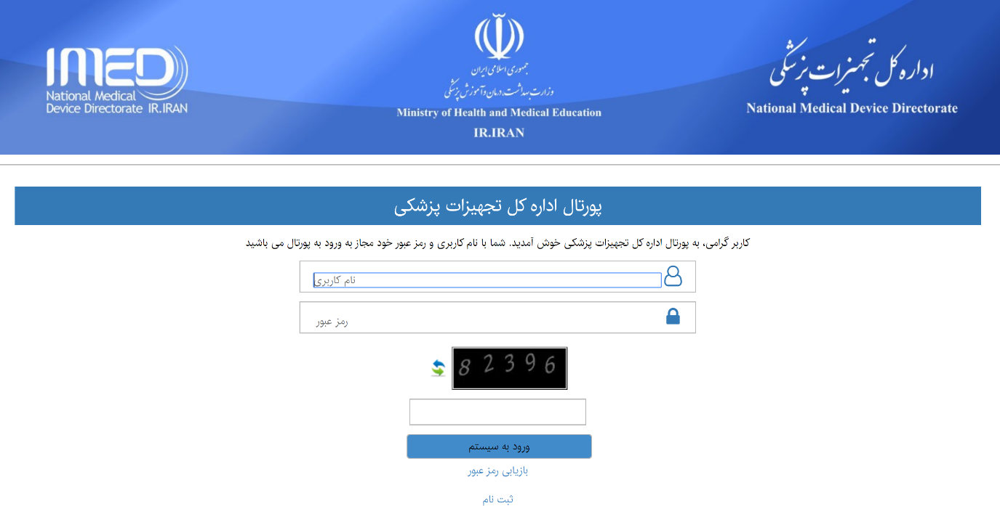 IMED
National Medical
Device Directorate IR.IRAN
جمهوری اسلامی ایران
وزارت بهداشت، درمان و آموزش پزشکی
Ministry of Health and Medical Education
IR.IRAN
اداره کل تجهیزات پزشکی
National Medical Device Directorate
پورتال اداره کل تجهیزات پزشکی
کاربر گرامی، به پورتال اداره کل تجهیزات پزشکی خوش آمدید. شما با نام کاربری و رمز عبور خود مجاز به ورود به پورتال می باشید
نام کاربری
رمز عبور
82396
ورود به سیستم
بازیابی رمز عبور
ثبت نام